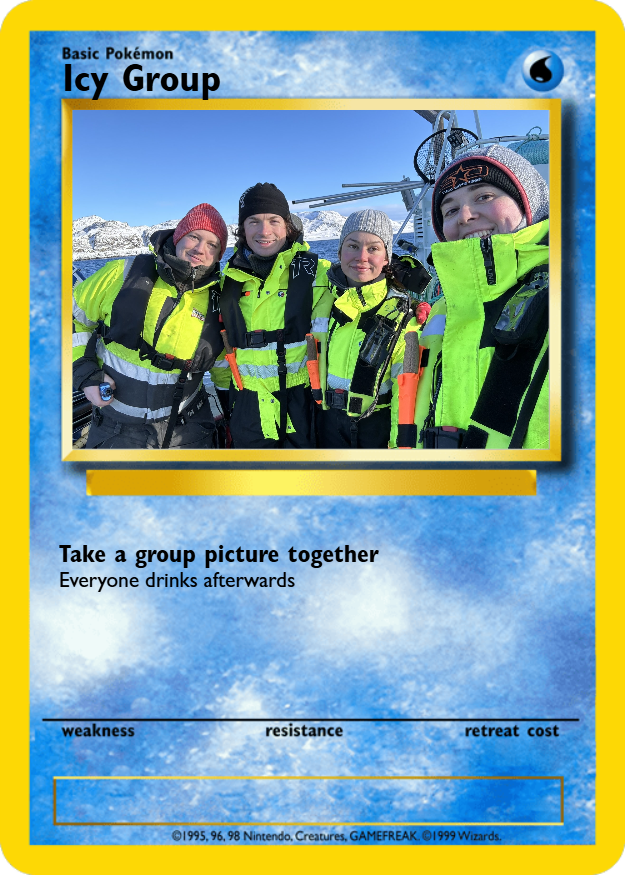 Basic Pokémon
Icy Group
Take a group picture together
Everyone drinks afterwards
weakness resistance retreat cost
©1995, 96, 98 Nintendo, Creatures, GAMEFREAK. ©1999 Wizards.